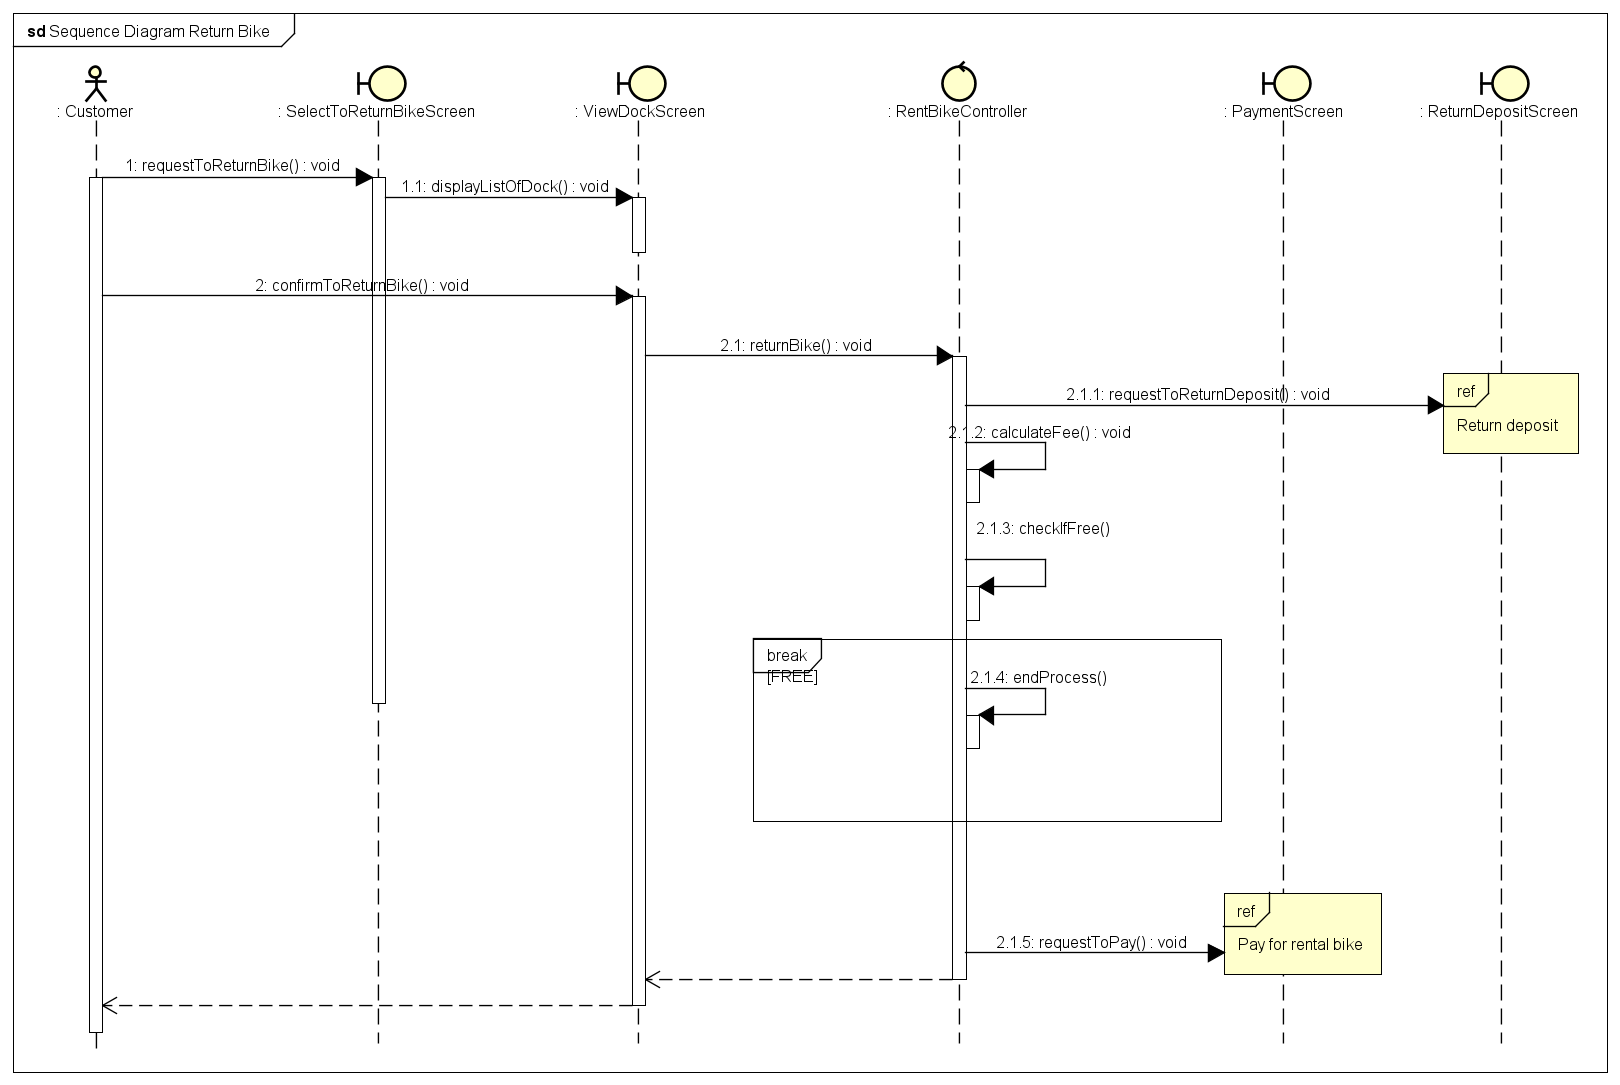 sd Sequence Diagram Return Bike
: Customer
: SelectToReturnBikeScreen
: ViewDockScreen
: RentBikeController
: PaymentScreen
: ReturnDepositScreen
1: requestToReturnBike() : void
1.1: displayListOfDock() : void
2: confirmToReturnBike() : void
2.1: returnBike() : void
2.1.1: requestToReturnDeposit() : void
ref
Return deposit
2.1.2: calculateFee() : void
2.1.3: checkIfFree()
break
[FREE]
2.1.4: endProcess()
ref
Pay for rental bike
2.1.5: requestToPay() : void